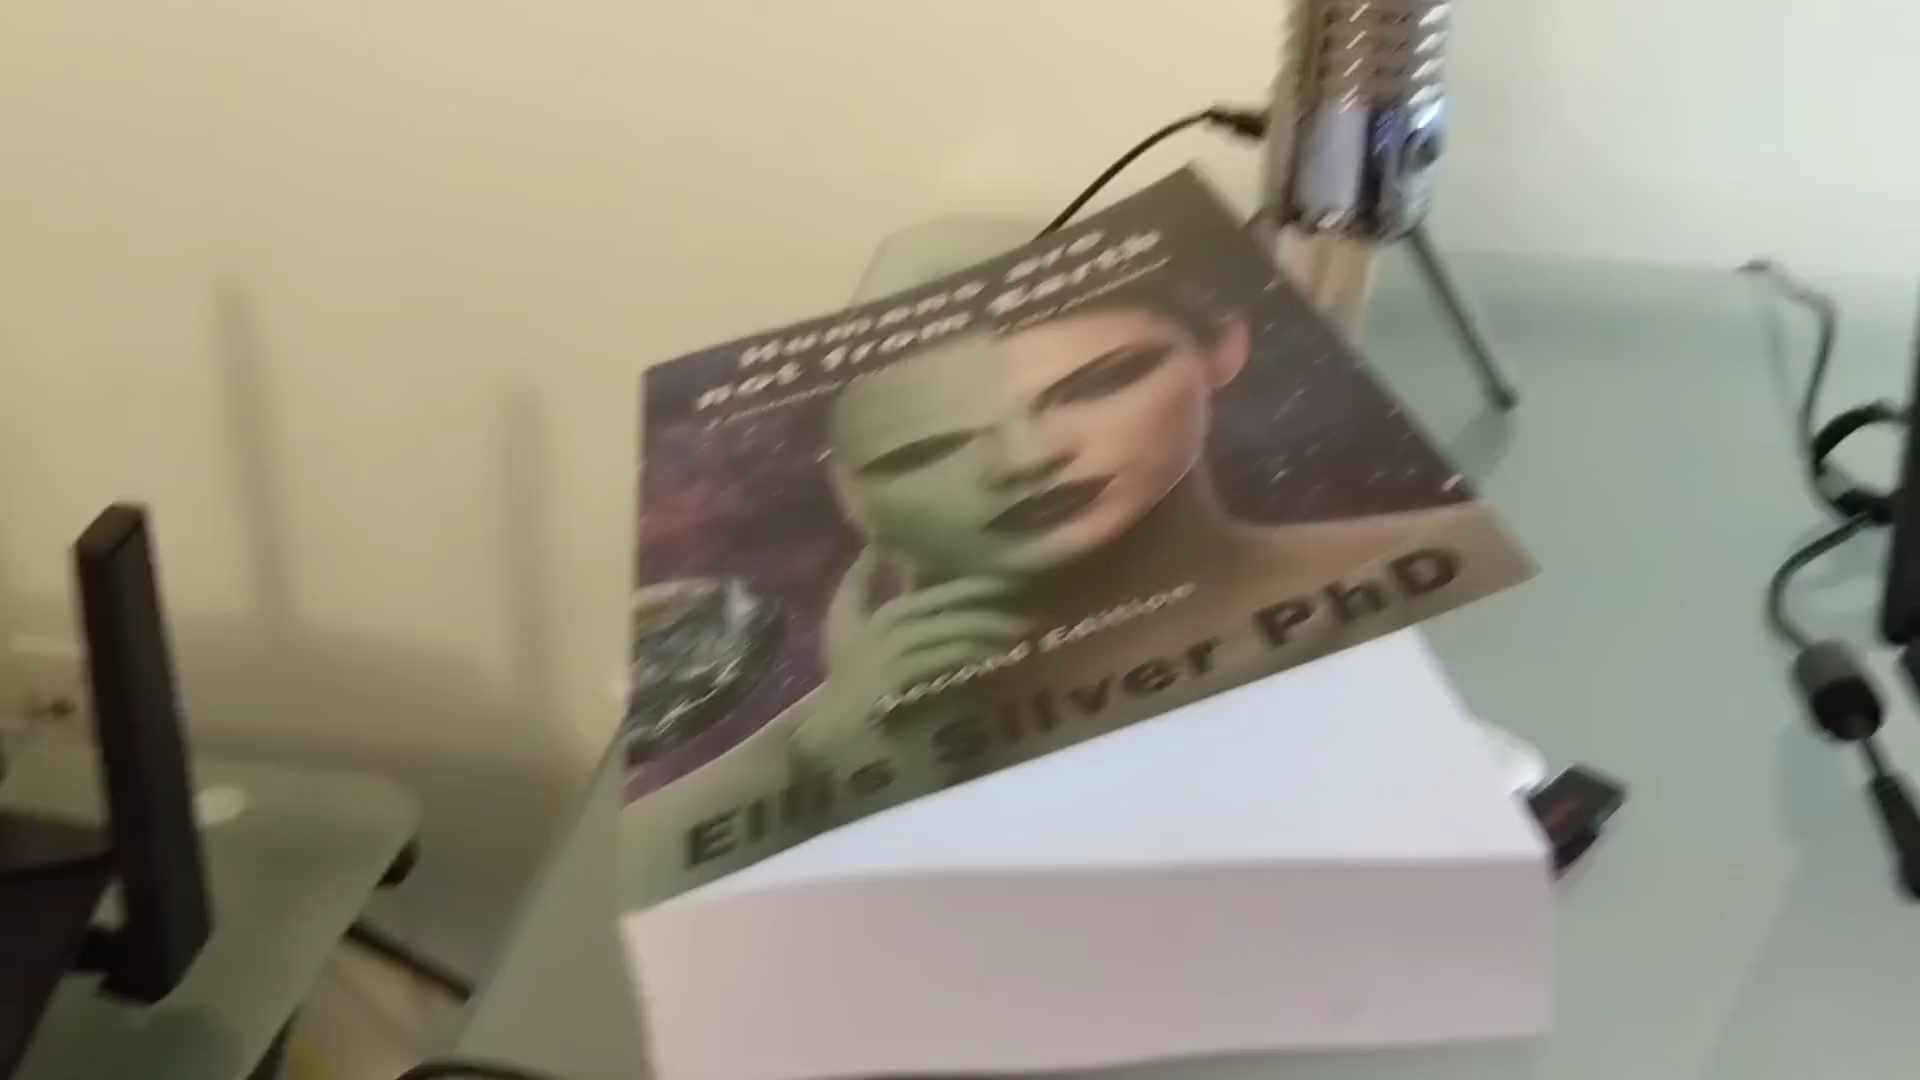 Humans are
not from Earth
Second Edition
Ellis Silver PhD